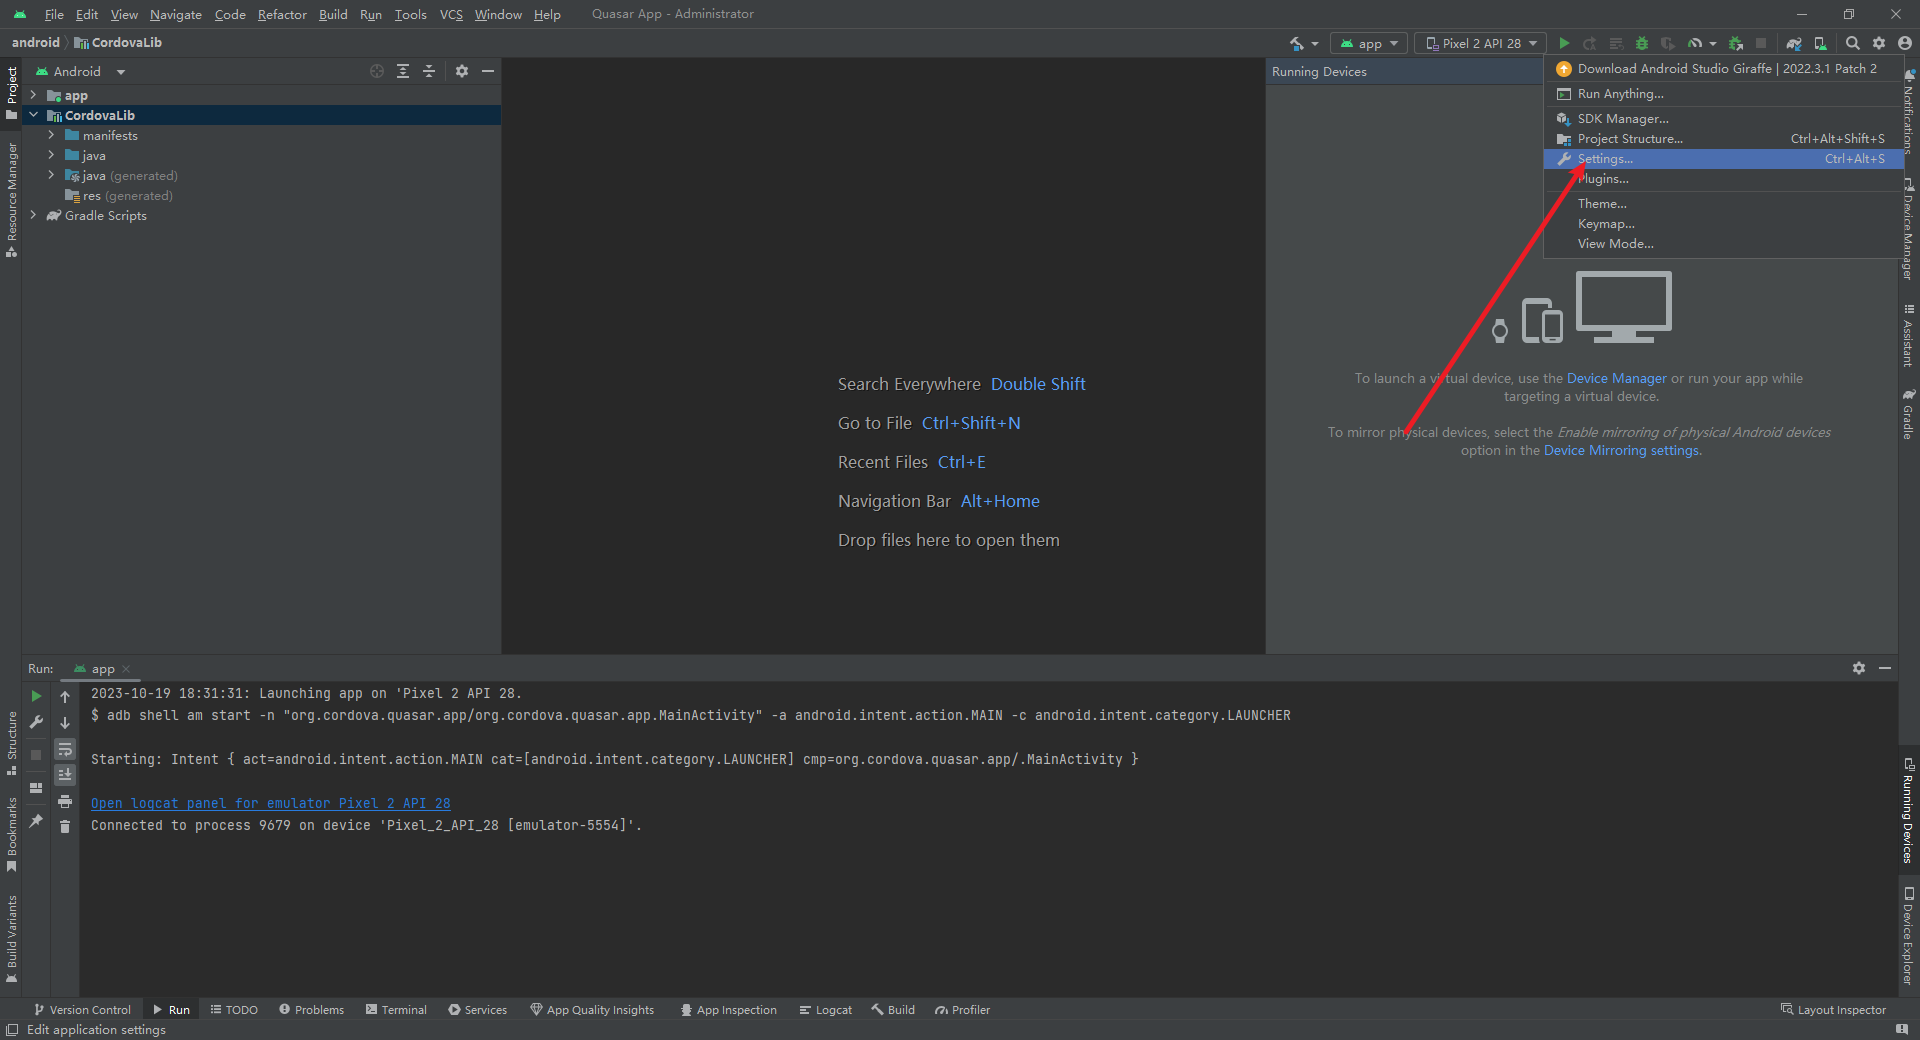 File Edit View Navigate Code Refactor Build Run Tools VCS Window Help Quasar App - Administrator
android CordovaLib app Pixel 2 API 28
Project
Android
app
CordovaLib
manifests
java
java (generated)
res (generated)
Gradle Scripts
Resource Manager
Search Everywhere Double Shift
Go to File Ctrl+Shift+N
Recent Files Ctrl+E
Navigation Bar Alt+Home
Drop files here to open them
Running Devices
Download Android Studio Giraffe | 2022.3.1 Patch 2
Run Anything...
SDK Manager...
Project Structure... Ctrl+Alt+Shift+S
Settings... Ctrl+Alt+S
Plugins...
Theme...
Keymap...
View Mode...
To launch a virtual device, use the Device Manager or run your app while
targeting a virtual device.
To mirror physical devices, select the Enable mirroring of physical Android devices
option in the Device Mirroring settings.
Notifications
Device Manager
Assistant
Gradle
Running Devices
Device Explorer
Run: app
2023-10-19 18:31:31: Launching app on 'Pixel 2 API 28.
$ adb shell am start -n "org.cordova.quasar.app/org.cordova.quasar.app.MainActivity" -a android.intent.action.MAIN -c android.intent.category.LAUNCHER
Starting: Intent { act=android.intent.action.MAIN cat=[android.intent.category.LAUNCHER] cmp=org.cordova.quasar.app/.MainActivity }
Open logcat panel for emulator Pixel 2 API 28
Connected to process 9679 on device 'Pixel_2_API_28 [emulator-5554]'.
Structure
Bookmarks
Build Variants
Version Control Run TODO Problems Terminal Services App Quality Insights App Inspection Logcat Build Profiler Layout Inspector
Edit application settings